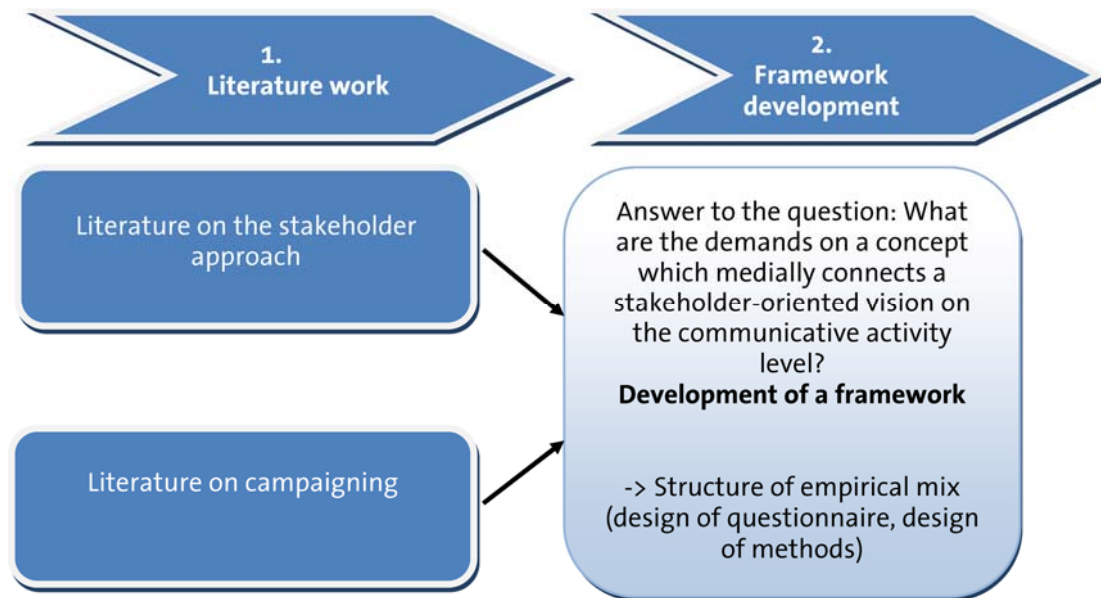 1.
Literature work
2.
Framework
development
Literature on the stakeholder
approach
Literature on campaigning
Answer to the question: What
are the demands on a concept
which medially connects a
stakeholder-oriented vision on
the communicative activity
level?
Development of a framework
-> Structure of empirical mix
(design of questionnaire, design
of methods)